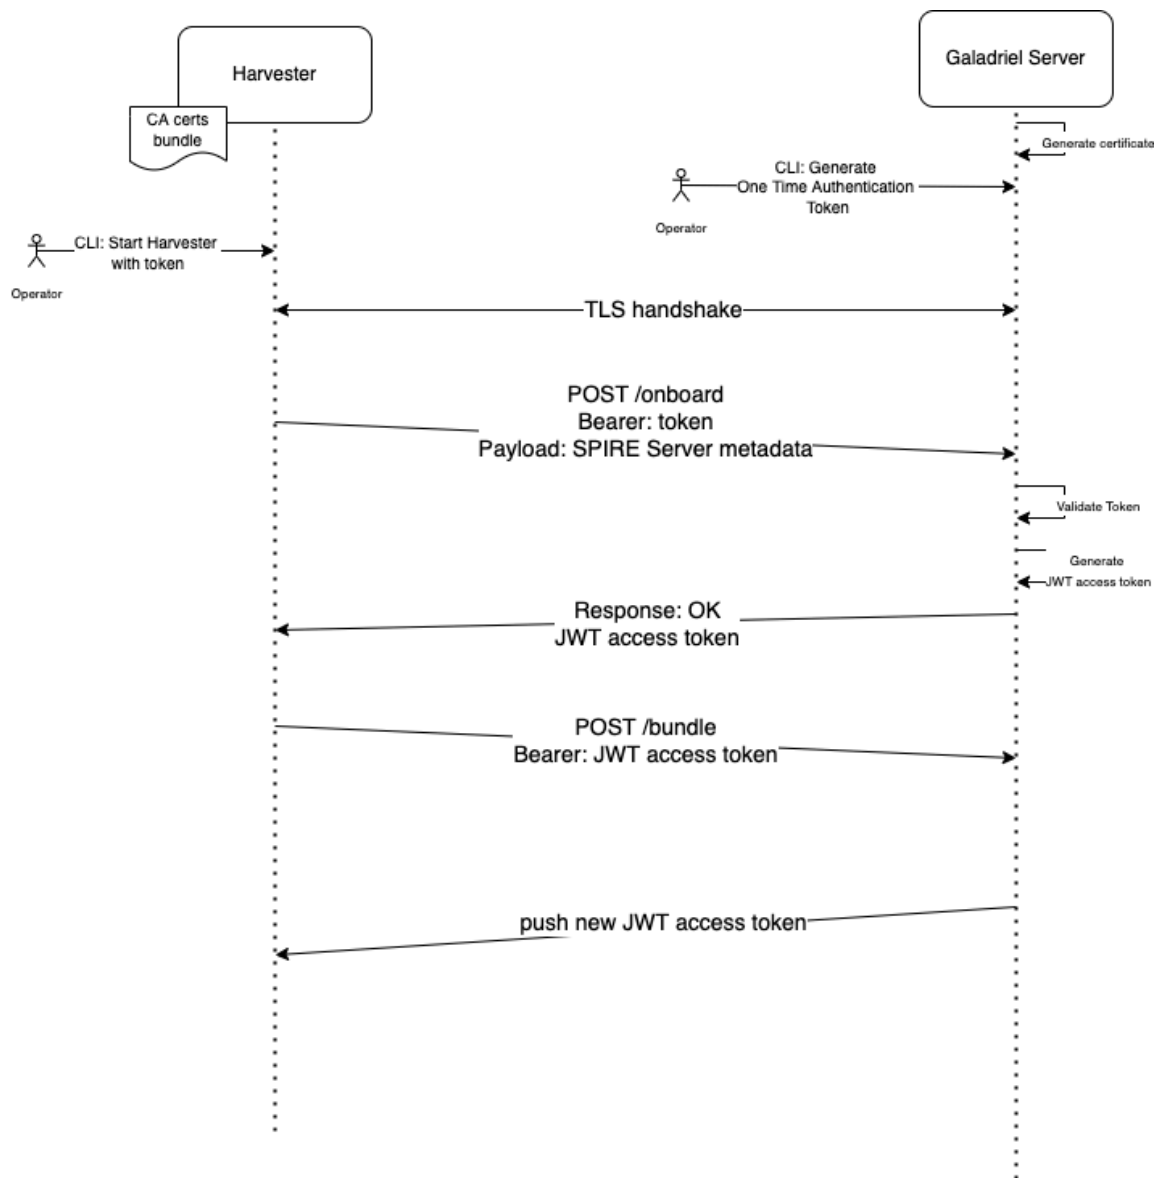 Harvester
Galadriel Server
CA certs
bundle
Generate certificate
CLI: Generate
One Time Authentication
Token
Operator
CLI: Start Harvester
with token
Operator
TLS handshake
POST /onboard
Bearer: token
Payload: SPIRE Server metadata
Validate Token
Generate
JWT access token
Response: OK
JWT access token
POST /bundle
Bearer: JWT access token
push new JWT access token